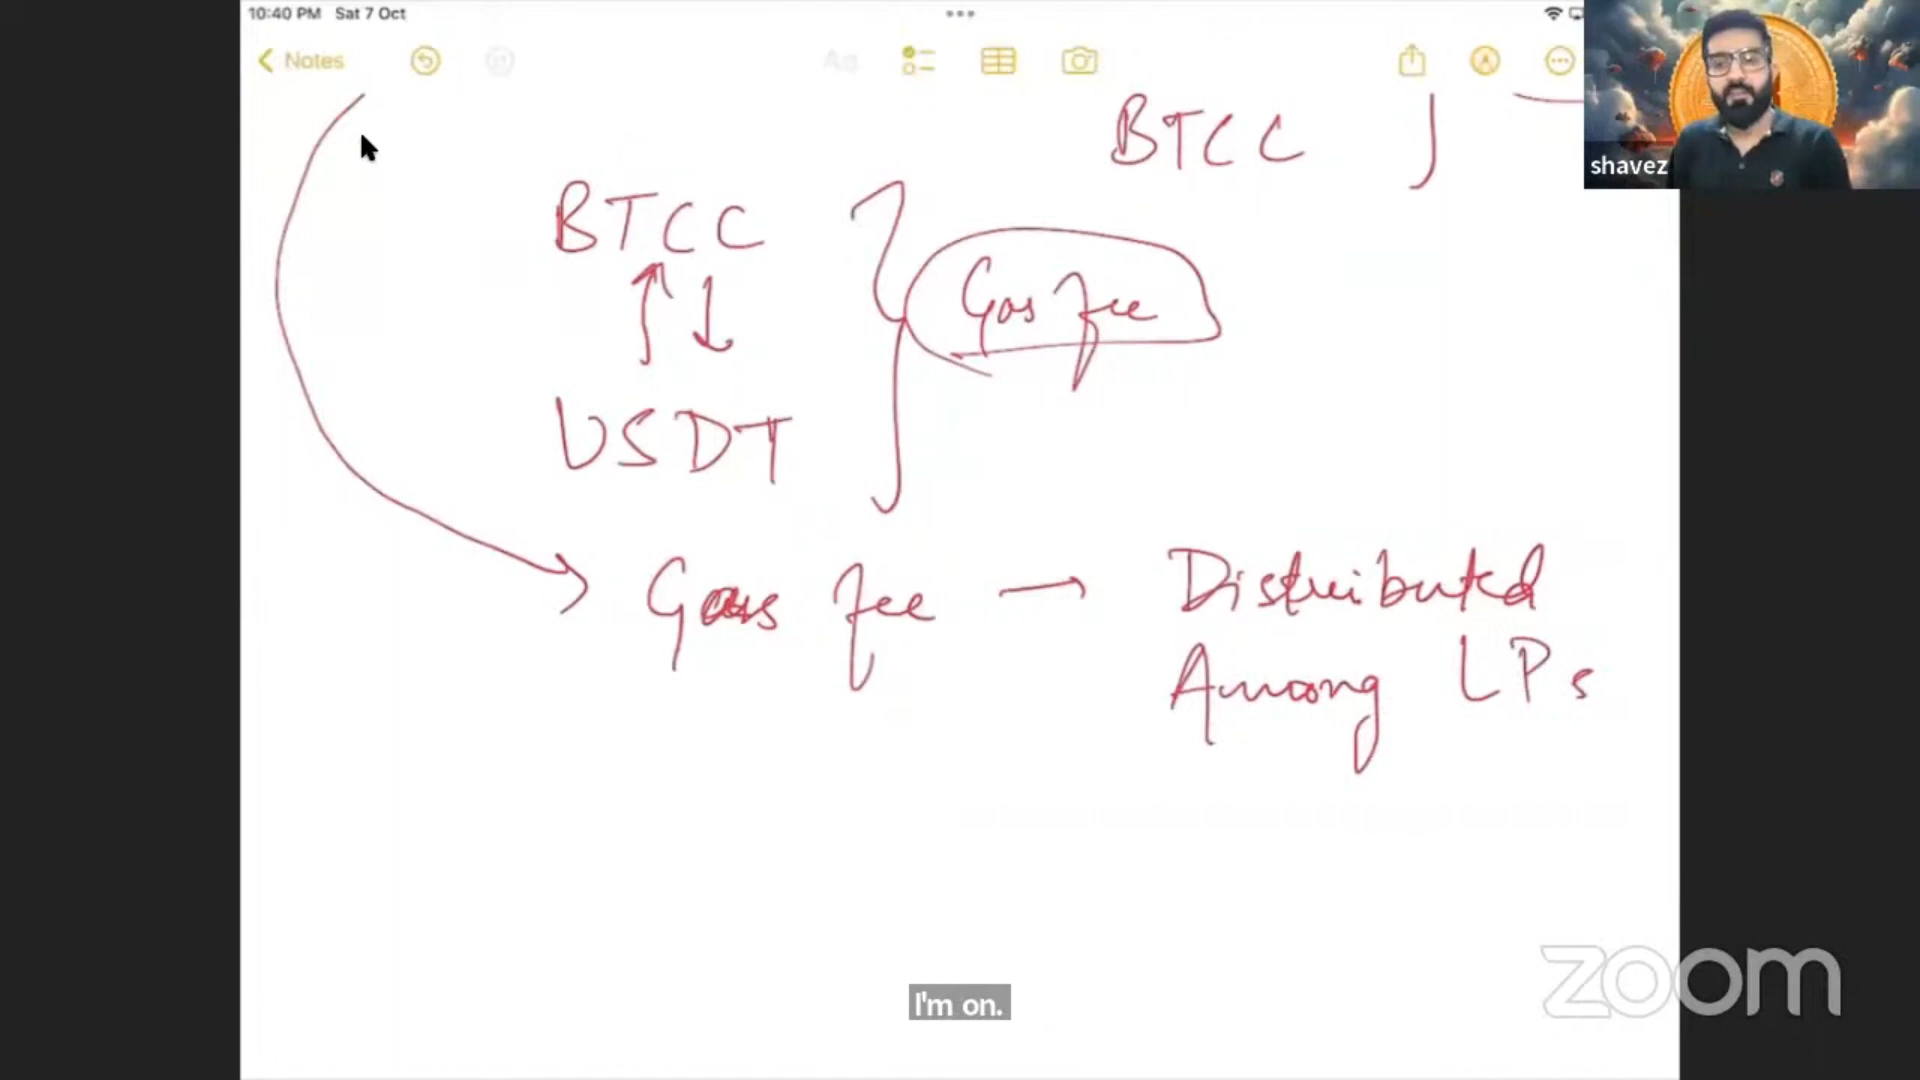 10:40 PM Sat 7 Oct
Notes
Aa
shavez
BTCC
BTCC
Gas fee
USDT
Gas fee → Distributed
Among LPs
zoom
I'm on.